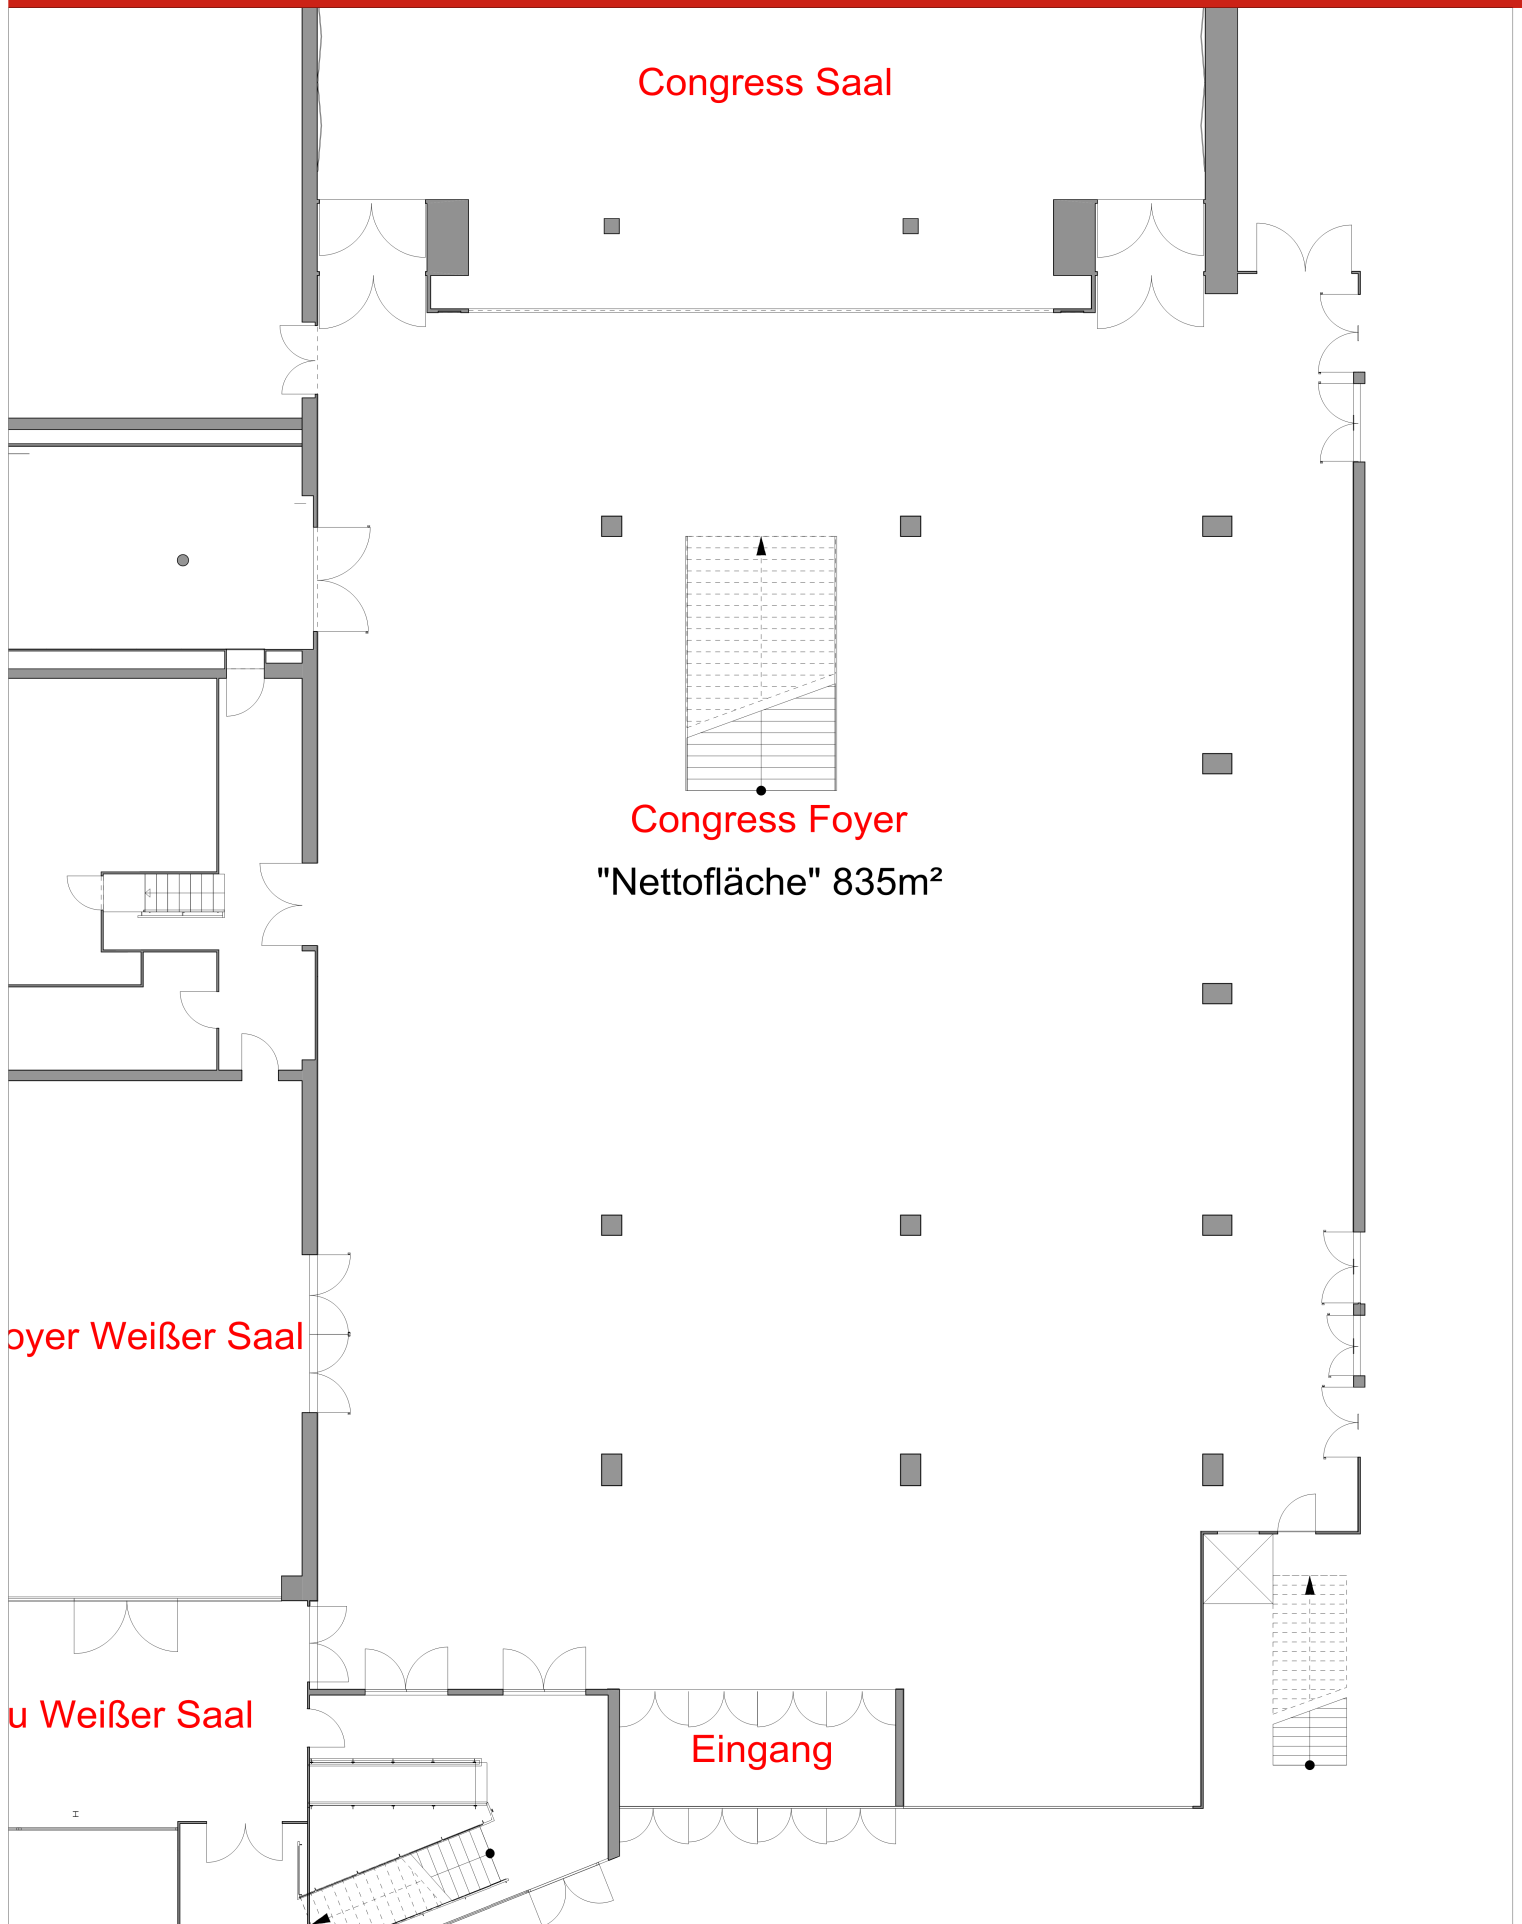 Congress Saal
Congress Foyer
"Nettofläche" 835m²
oyer Weißer Saal
u Weißer Saal
Eingang